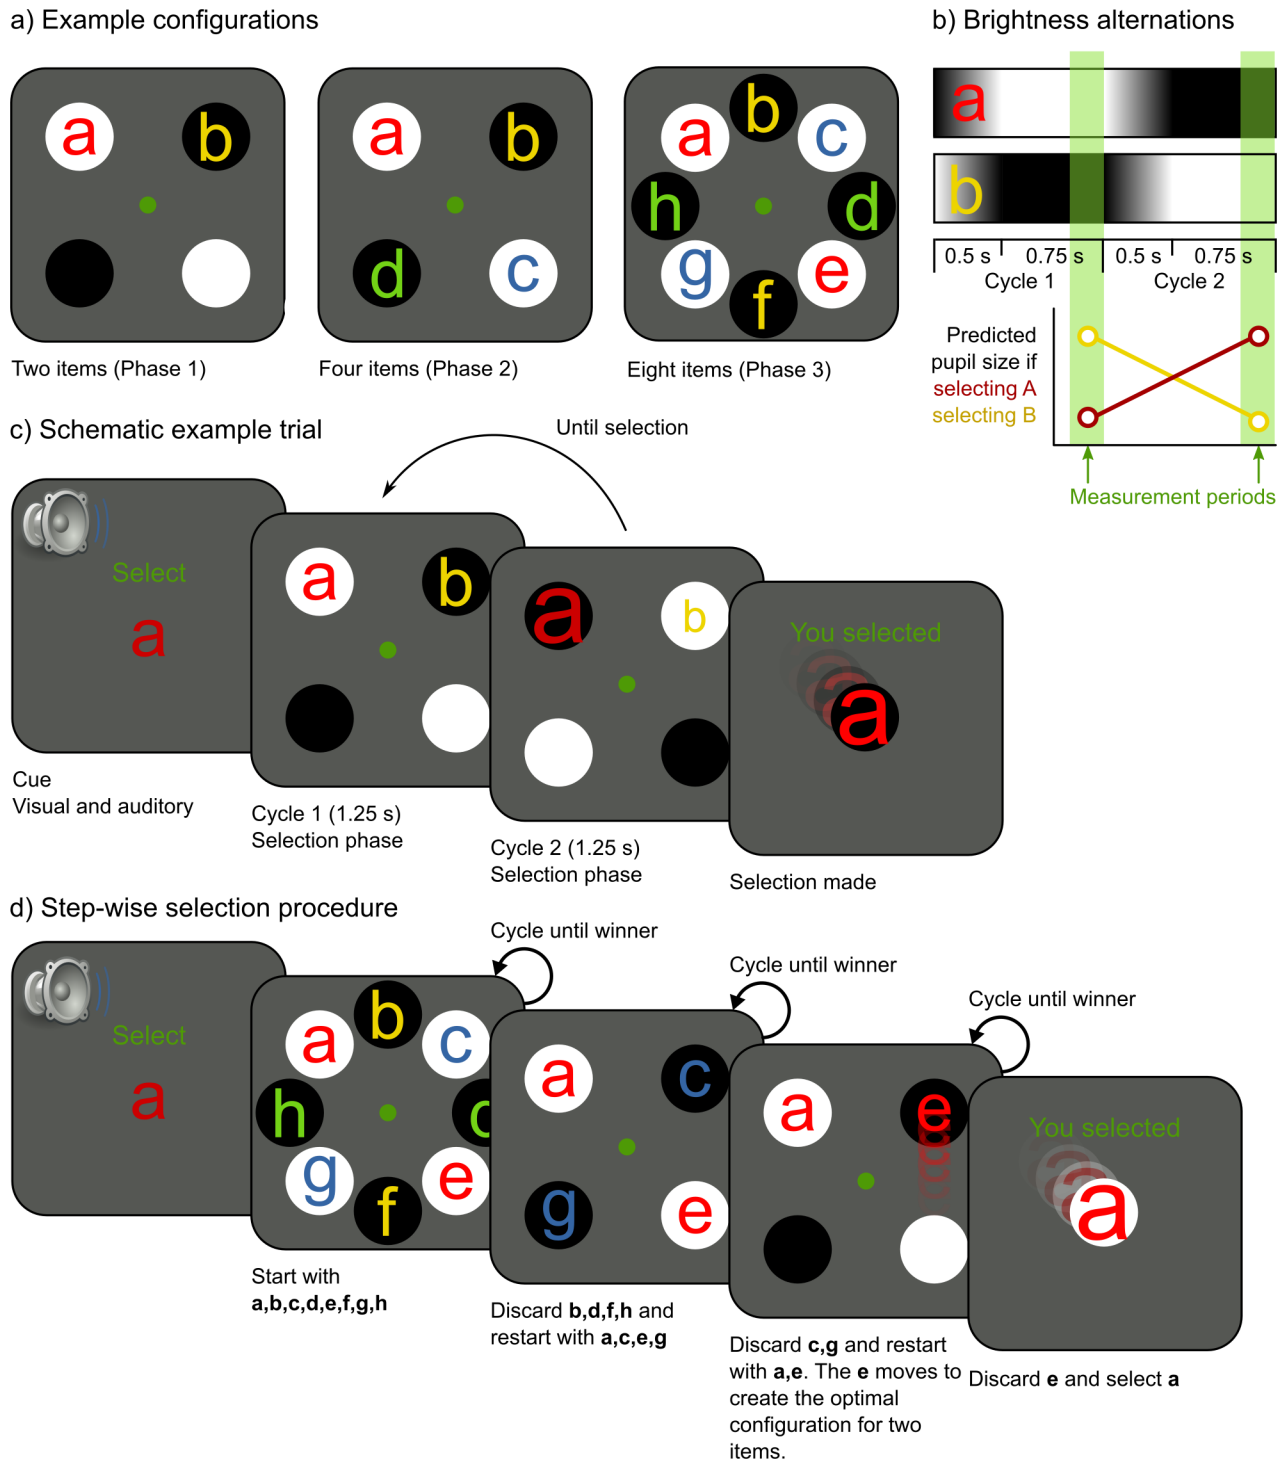 a) Example configurations
a
b
Two items (Phase 1)
a
b
d
c
Four items (Phase 2)
a
b
c
h
d
g
f
e
Eight items (Phase 3)
b) Brightness alternations
a
b
0.5 s
0.75 s
0.5 s
0.75 s
Cycle 1
Cycle 2
Predicted
pupil size if
selecting A
selecting B
Measurement periods
c) Schematic example trial
Until selection
Select
a
Cue
Visual and auditory
a
b
Cycle 1 (1.25 s)
Selection phase
a
b
Cycle 2 (1.25 s)
Selection phase
You selected
a
Selection made
d) Step-wise selection procedure
Select
a
Cycle until winner
a
b
c
h
d
g
f
e
Start with
a,b,c,d,e,f,g,h
Cycle until winner
a
c
g
e
Discard b,d,f,h and
restart with a,c,e,g
Cycle until winner
a
e
Discard c,g and restart
with a,e. The e moves to
create the optimal
configuration for two
items.
You selected
a
Discard e and select a